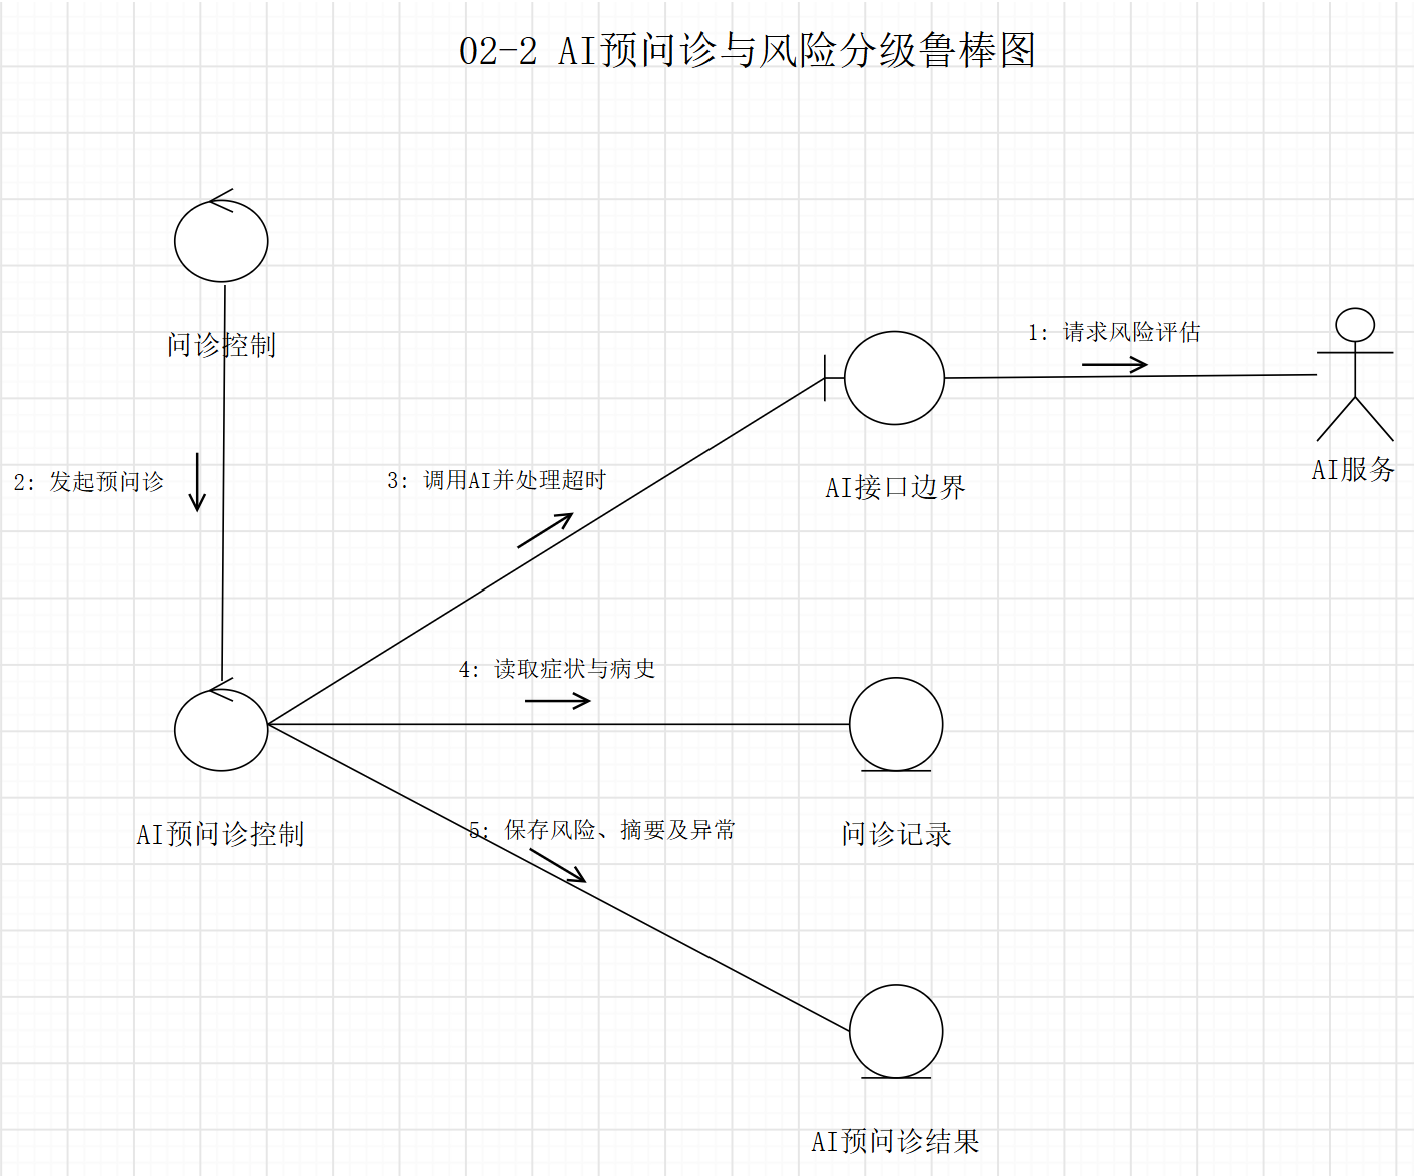 02-2 AI预问诊与风险分级鲁棒图
1: 请求风险评估
问诊控制
AI服务
2: 发起预问诊
3: 调用AI并处理超时
AI接口边界
4: 读取症状与病史
5: 保存风险、摘要及异常
AI预问诊控制
问诊记录
AI预问诊结果